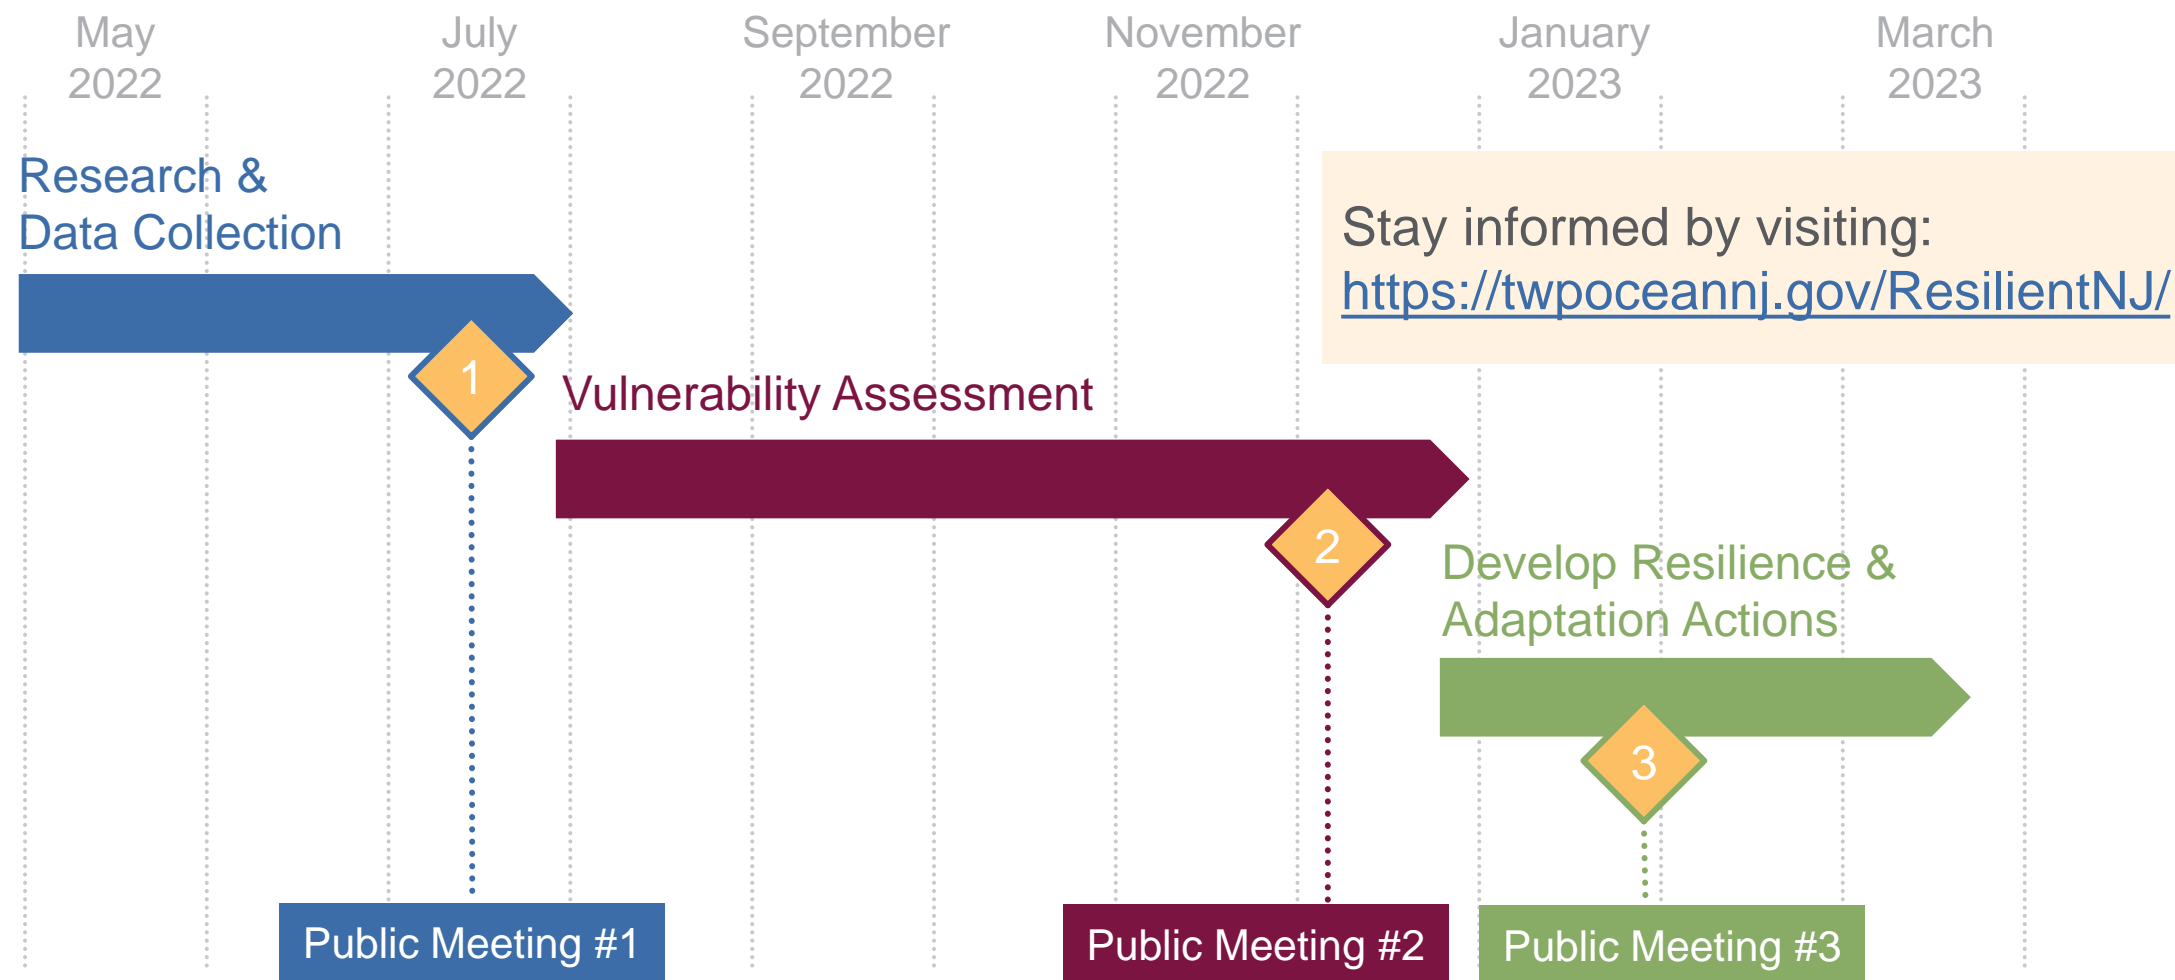 May
2022
July
2022
September
2022
November
2022
January
2023
March
2023
Research &
Data Collection
Stay informed by visiting:
https://twpoceannj.gov/ResilientNJ/
1
Vulnerability Assessment
2
Develop Resilience &
Adaptation Actions
3
Public Meeting #1
Public Meeting #2
Public Meeting #3